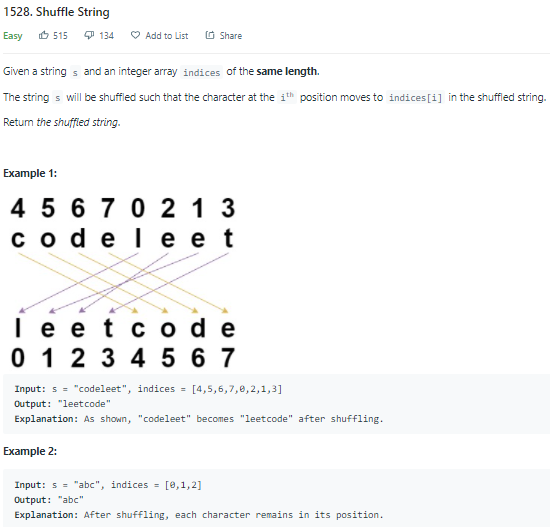 1528. Shuffle String
Easy 515 134 Add to List Share
Given a string s and an integer array indices of the same length.
The string s will be shuffled such that the character at the ith position moves to indices[i] in the shuffled string.
Return the shuffled string.
Example 1:
4 5 6 7 0 2 1 3
c o d e l e e t
l e e t c o d e
0 1 2 3 4 5 6 7
Input: s = "codeleet", indices = [4,5,6,7,0,2,1,3]
Output: "leetcode"
Explanation: As shown, "codeleet" becomes "leetcode" after shuffling.
Example 2:
Input: s = "abc", indices = [0,1,2]
Output: "abc"
Explanation: After shuffling, each character remains in its position.